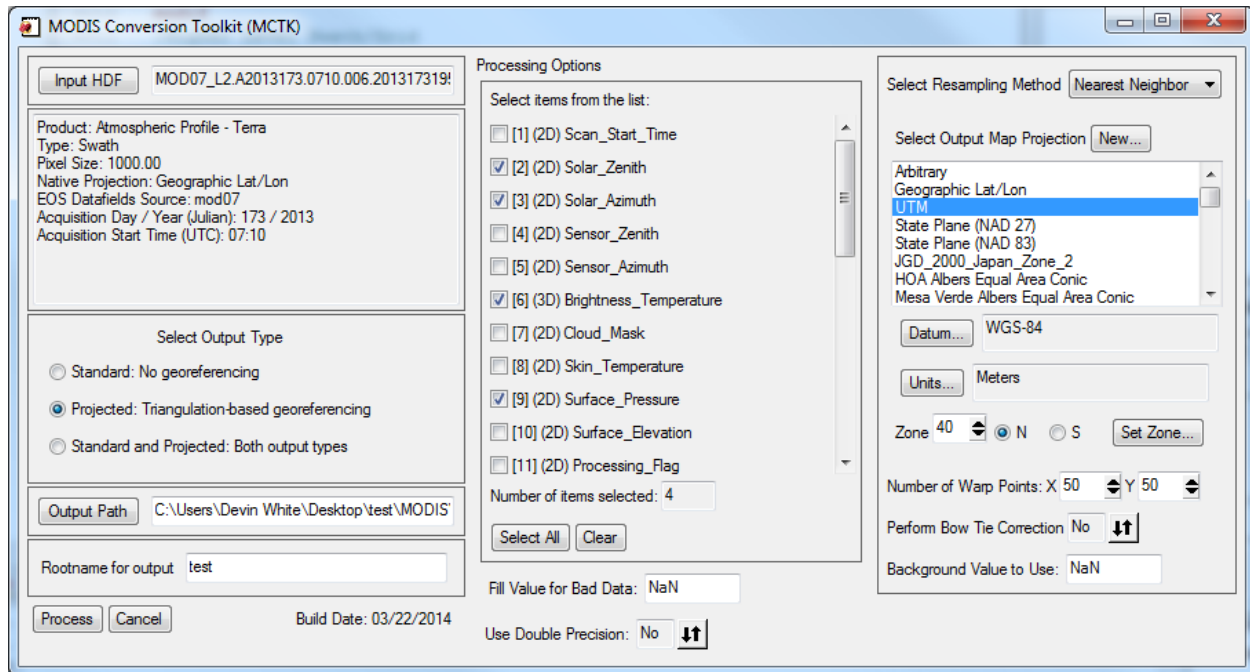 MODIS Conversion Toolkit (MCTK)
Input HDF
MOD07_L2.A2013173.0710.006.201317319
Product: Atmospheric Profile - Terra
Type: Swath
Pixel Size: 1000.00
Native Projection: Geographic Lat/Lon
EOS Datafields Source: mod07
Acquisition Day / Year (Julian): 173 / 2013
Acquisition Start Time (UTC): 07:10
Select Output Type
Standard: No georeferencing
Projected: Triangulation-based georeferencing
Standard and Projected: Both output types
Output Path
C:\Users\Devin White\Desktop\test\MODIS
Rootname for output test
Process Cancel
Build Date: 03/22/2014
Processing Options
Select items from the list:
[1] (2D) Scan_Start_Time
[2] (2D) Solar_Zenith
[3] (2D) Solar_Azimuth
[4] (2D) Sensor_Zenith
[5] (2D) Sensor_Azimuth
[6] (3D) Brightness_Temperature
[7] (2D) Cloud_Mask
[8] (2D) Skin_Temperature
[9] (2D) Surface_Pressure
[10] (2D) Surface_Elevation
[11] (2D) Processing_Flag
Number of items selected: 4
Select All Clear
Fill Value for Bad Data: NaN
Use Double Precision: No
Select Resampling Method Nearest Neighbor
Select Output Map Projection New...
Arbitrary
Geographic Lat/Lon
UTM
State Plane (NAD 27)
State Plane (NAD 83)
JGD_2000_Japan_Zone_2
HOA Albers Equal Area Conic
Mesa Verde Albers Equal Area Conic
Datum... WGS-84
Units... Meters
Zone 40 N S Set Zone...
Number of Warp Points: X 50 Y 50
Perform Bow Tie Correction No
Background Value to Use: NaN